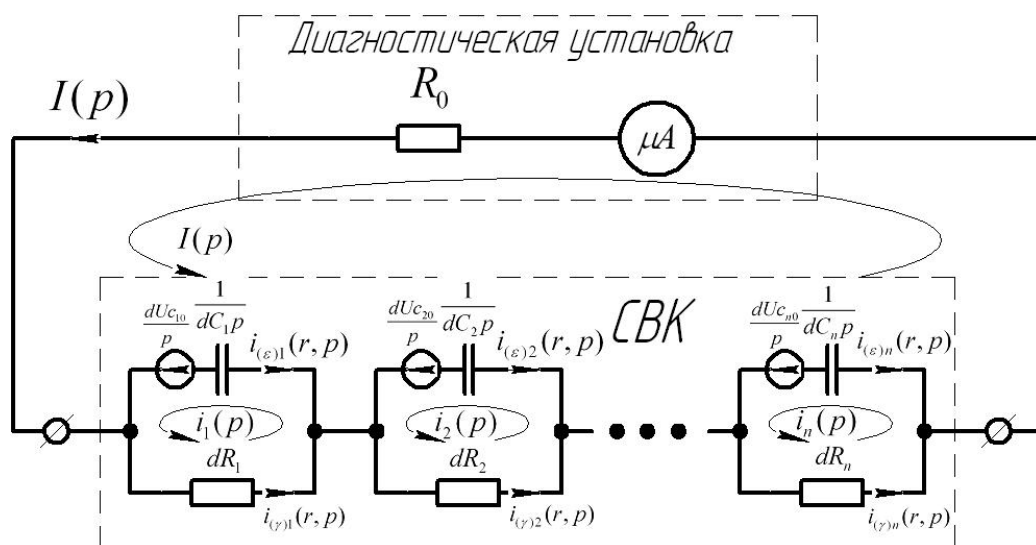 Диагностическая установка
I(p)
R₀
μA
I(p)
СВК
dUc₁₀/p 1/dC₁p i₍ε₎₁(r, p)
i₁(p)
dR₁
i₍γ₎₁(r, p)
dUc₂₀/p 1/dC₂p i₍ε₎₂(r, p)
i₂(p)
dR₂
i₍γ₎₂(r, p)
dUcₙ₀/p 1/dCₙp i₍ε₎ₙ(r, p)
iₙ(p)
dRₙ
i₍γ₎ₙ(r, p)